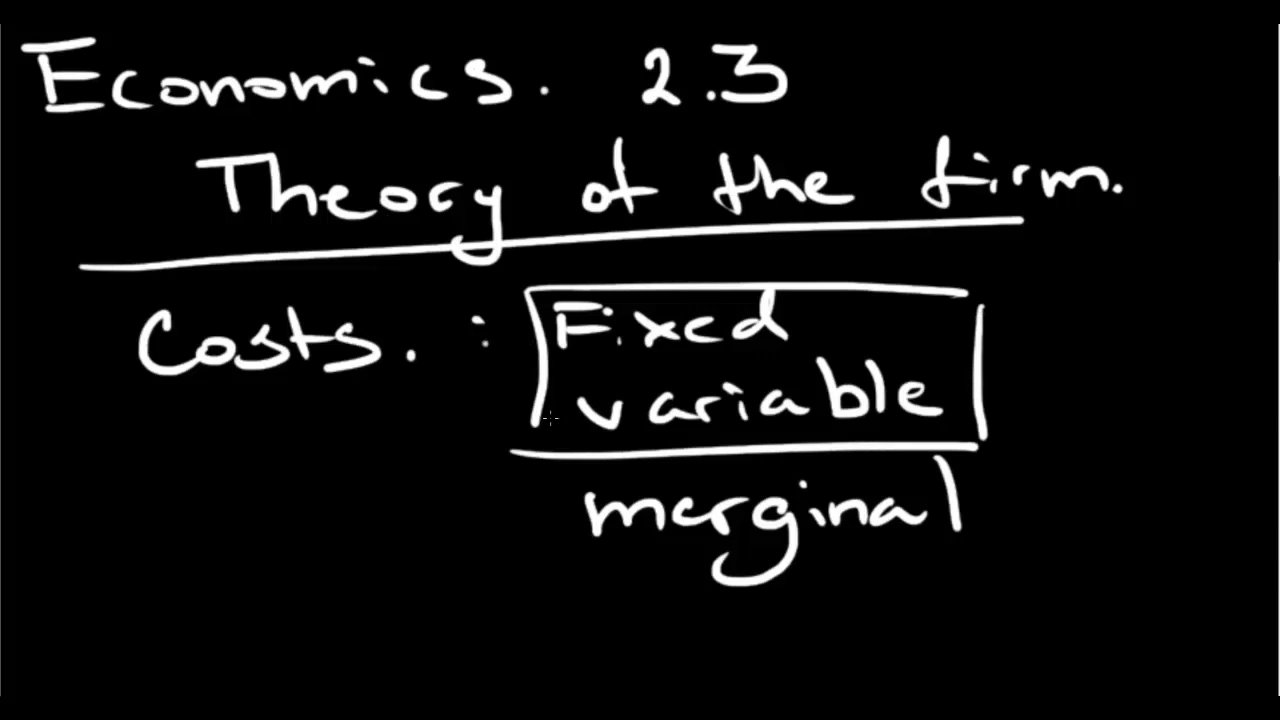 Economics. 2.3
Theory of the firm.
Costs. : Fixed
variable
marginal